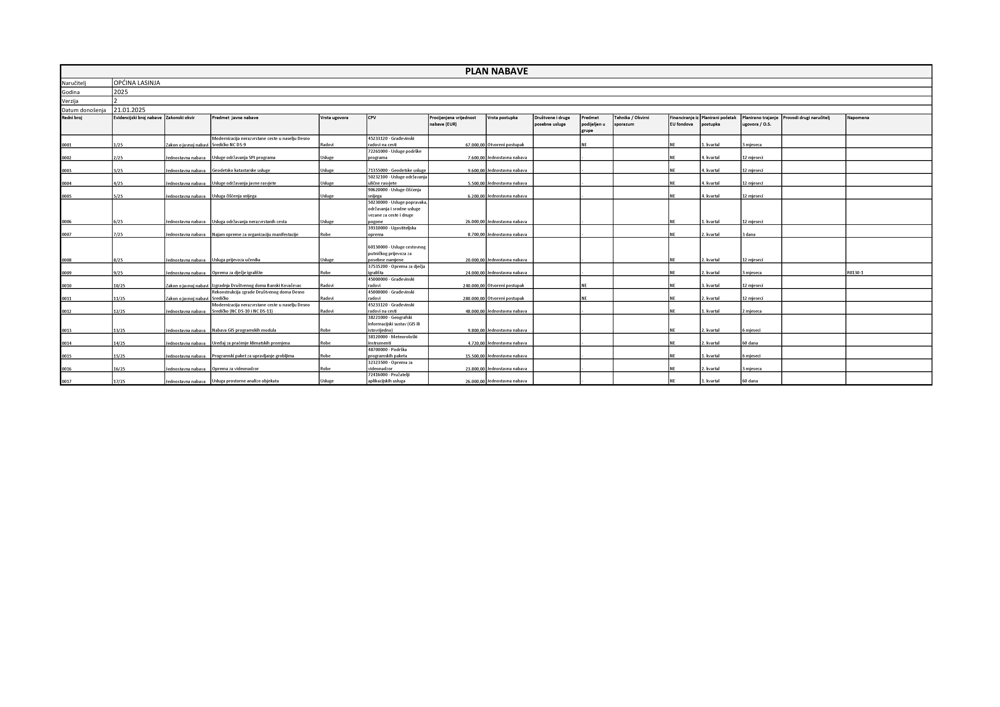 PLAN NABAVE
Naručitelj OPĆINA LASINJA
Godina 2025
Verzija 2
Datum donošenja 21.01.2025
Redni broj Evidencijski broj nabave Zakonski okvir Predmet javne nabave Vrsta ugovora CPV Procijenjena vrijednost nabave (EUR) Vrsta postupka Društvene i druge posebne usluge Predmet podijeljen u grupe Tehnika / Okvirni sporazum Financiranje iz EU fondova Planirani početak postupka Planirano trajanje ugovora / O.S. Provodi drugi naručitelj Napomena
0001 1/25 Zakon o javnoj nabavi Modernizacija nerazvrstane ceste u naselju Desno Sredičko NC DS-9 Radovi 45233120 - Građevinski radovi na cesti 67.000,00 Otvoreni postupak NE NE 1. kvartal 3 mjeseca
0002 2/25 Jednostavna nabava Usluge održavanja SPI programa Usluge 72261000 - Usluge podrške programa 7.600,00 Jednostavna nabava - NE 4. kvartal 12 mjeseci
0003 3/25 Jednostavna nabava Geodetsko katastarske usluge Usluge 71355000 - Geodetske usluge 9.600,00 Jednostavna nabava - NE 4. kvartal 12 mjeseci
0004 4/25 Jednostavna nabava Usluge održavanja javne rasvjete Usluge 50232100 - Usluge održavanja ulične rasvjete 5.500,00 Jednostavna nabava - NE 4. kvartal 12 mjeseci
0005 5/25 Jednostavna nabava Usluga čišćenja snijega Usluge 90620000 - Usluge čišćenja snijega 6.200,00 Jednostavna nabava - NE 4. kvartal 12 mjeseci
0006 6/25 Jednostavna nabava Usluga održavanja nerazvrstanih cesta Usluge 50230000 - Usluge popravaka, održavanja i srodne usluge vezane za ceste i druge pogone 26.000,00 Jednostavna nabava - NE 1. kvartal 12 mjeseci
0007 7/25 Jednostavna nabava Najam opreme za organizaciju manifestacije Robe 39310000 - Ugostiteljska oprema 8.700,00 Jednostavna nabava - NE 2. kvartal 3 dana
0008 8/25 Jednostavna nabava Usluga prijevoza učenika Usluge 60130000 - Usluge cestovnog putničkog prijevoza za posebne namjene 20.000,00 Jednostavna nabava - NE 2. kvartal 12 mjeseci
0009 9/25 Jednostavna nabava Oprema za dječje igralište Robe 37535200 - Oprema za dječja igrališta 24.000,00 Jednostavna nabava - NE 2. kvartal 3 mjeseca R0130-1
0010 10/25 Zakon o javnoj nabavi Izgradnja Društvenog doma Banski Kovačevac Radovi 45000000 - Građevinski radovi 240.000,00 Otvoreni postupak NE NE 3. kvartal 12 mjeseci
0011 11/25 Zakon o javnoj nabavi Rekonstrukcija zgrade Društvenog doma Desno Sredičko Radovi 45000000 - Građevinski radovi 280.000,00 Otvoreni postupak NE NE 2. kvartal 12 mjeseci
0012 12/25 Jednostavna nabava Modernizacija nerazvrstane ceste u naselju Desno Sredičko (NC DS-10 i NC DS-11) Radovi 45233120 - Građevinski radovi na cesti 48.000,00 Jednostavna nabava - NE 1. kvartal 2 mjeseca
0013 13/25 Jednostavna nabava Nabava GIS programskih modula Robe 38221000 - Geografski informacijski sustav (GIS ili istovrijedno) 9.800,00 Jednostavna nabava - NE 2. kvartal 6 mjeseci
0014 14/25 Jednostavna nabava Uređaj za praćenje klimatskih promjena Robe 38120000 - Meteorološki instrumenti 4.720,00 Jednostavna nabava - NE 2. kvartal 60 dana
0015 15/25 Jednostavna nabava Programski paket za upravljanje grobljima Robe 48700000 - Podrška programskih paketa 15.500,00 Jednostavna nabava - NE 1. kvartal 6 mjeseci
0016 16/25 Jednostavna nabava Oprema za videonadzor Robe 32323500 - Oprema za videonadzor 23.800,00 Jednostavna nabava - NE 2. kvartal 3 mjeseca
0017 17/25 Jednostavna nabava Usluga prostorne analize objekata Usluge 72416000 - Pružatelji aplikacijskih usluga 26.000,00 Jednostavna nabava - NE 1. kvartal 60 dana